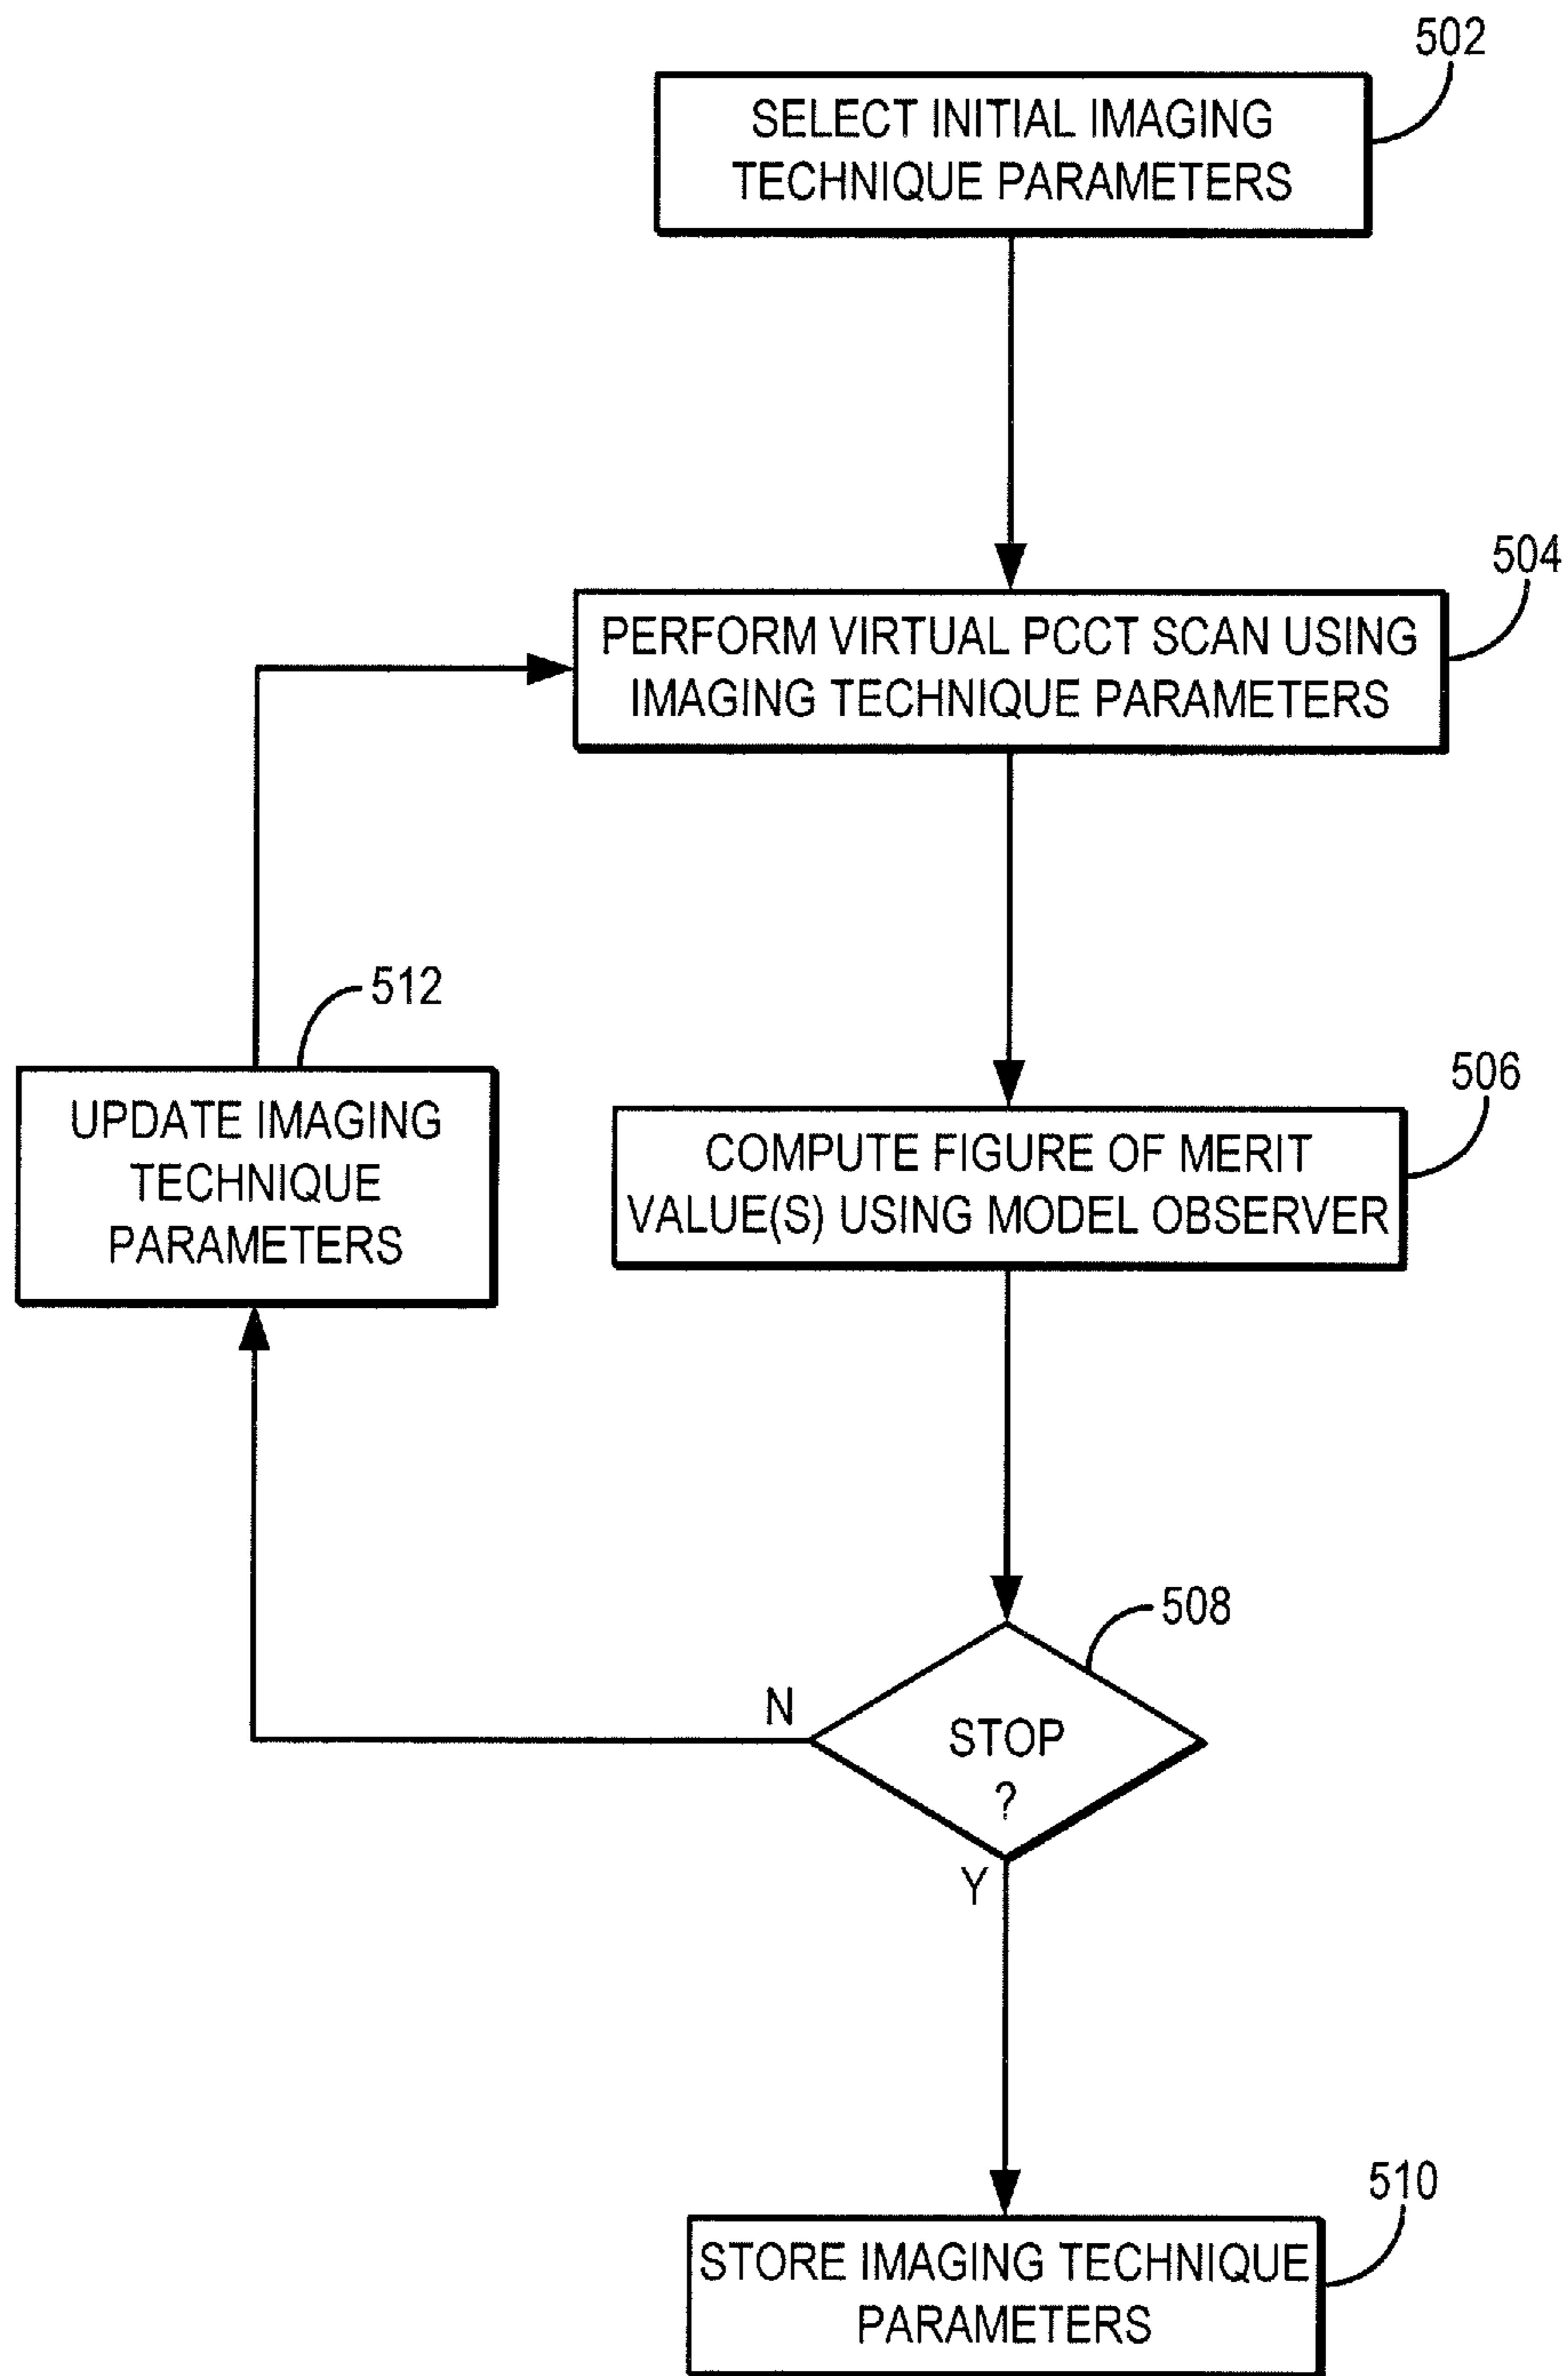 502
SELECT INITIAL IMAGING
TECHNIQUE PARAMETERS
504
PERFORM VIRTUAL PCCT SCAN USING
IMAGING TECHNIQUE PARAMETERS
512
UPDATE IMAGING
TECHNIQUE
PARAMETERS
506
COMPUTE FIGURE OF MERIT
VALUE(S) USING MODEL OBSERVER
508
N
STOP
?
Y
510
STORE IMAGING TECHNIQUE
PARAMETERS